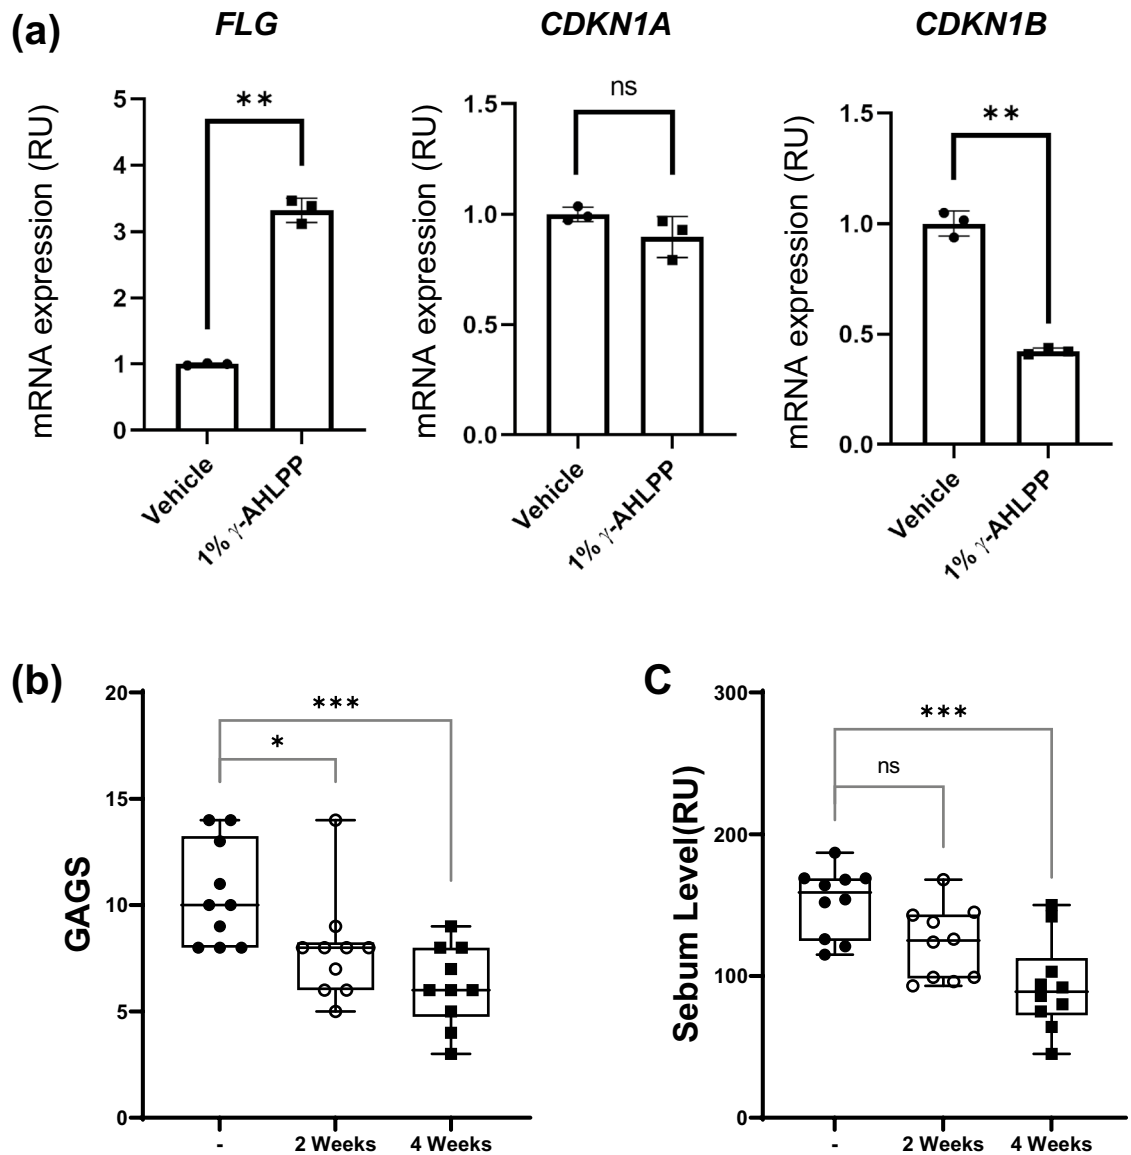 (a)
FLG
CDKN1A
CDKN1B
mRNA expression (RU)
5
4
3
2
1
0
**
Vehicle
1% γ-AHLPP
mRNA expression (RU)
1.5
1.0
0.5
0.0
ns
Vehicle
1% γ-AHLPP
mRNA expression (RU)
1.5
1.0
0.5
0.0
**
Vehicle
1% γ-AHLPP
(b)
GAGS
20
15
10
5
0
***
*
-
2 Weeks
4 Weeks
C
Sebum Level(RU)
300
200
100
0
***
ns
-
2 Weeks
4 Weeks